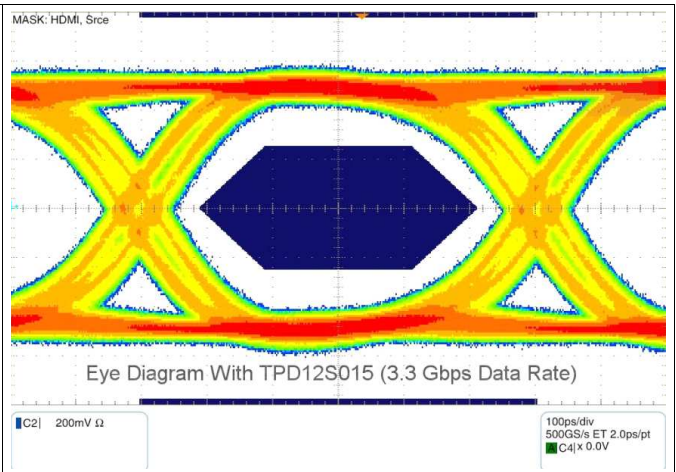 MASK: HDMI, Srce
Eye Diagram With TPD12S015 (3.3 Gbps Data Rate)
C2| 200mV Ω
100ps/div
500GS/s ET 2.0ps/pt
A C4| x 0.0V